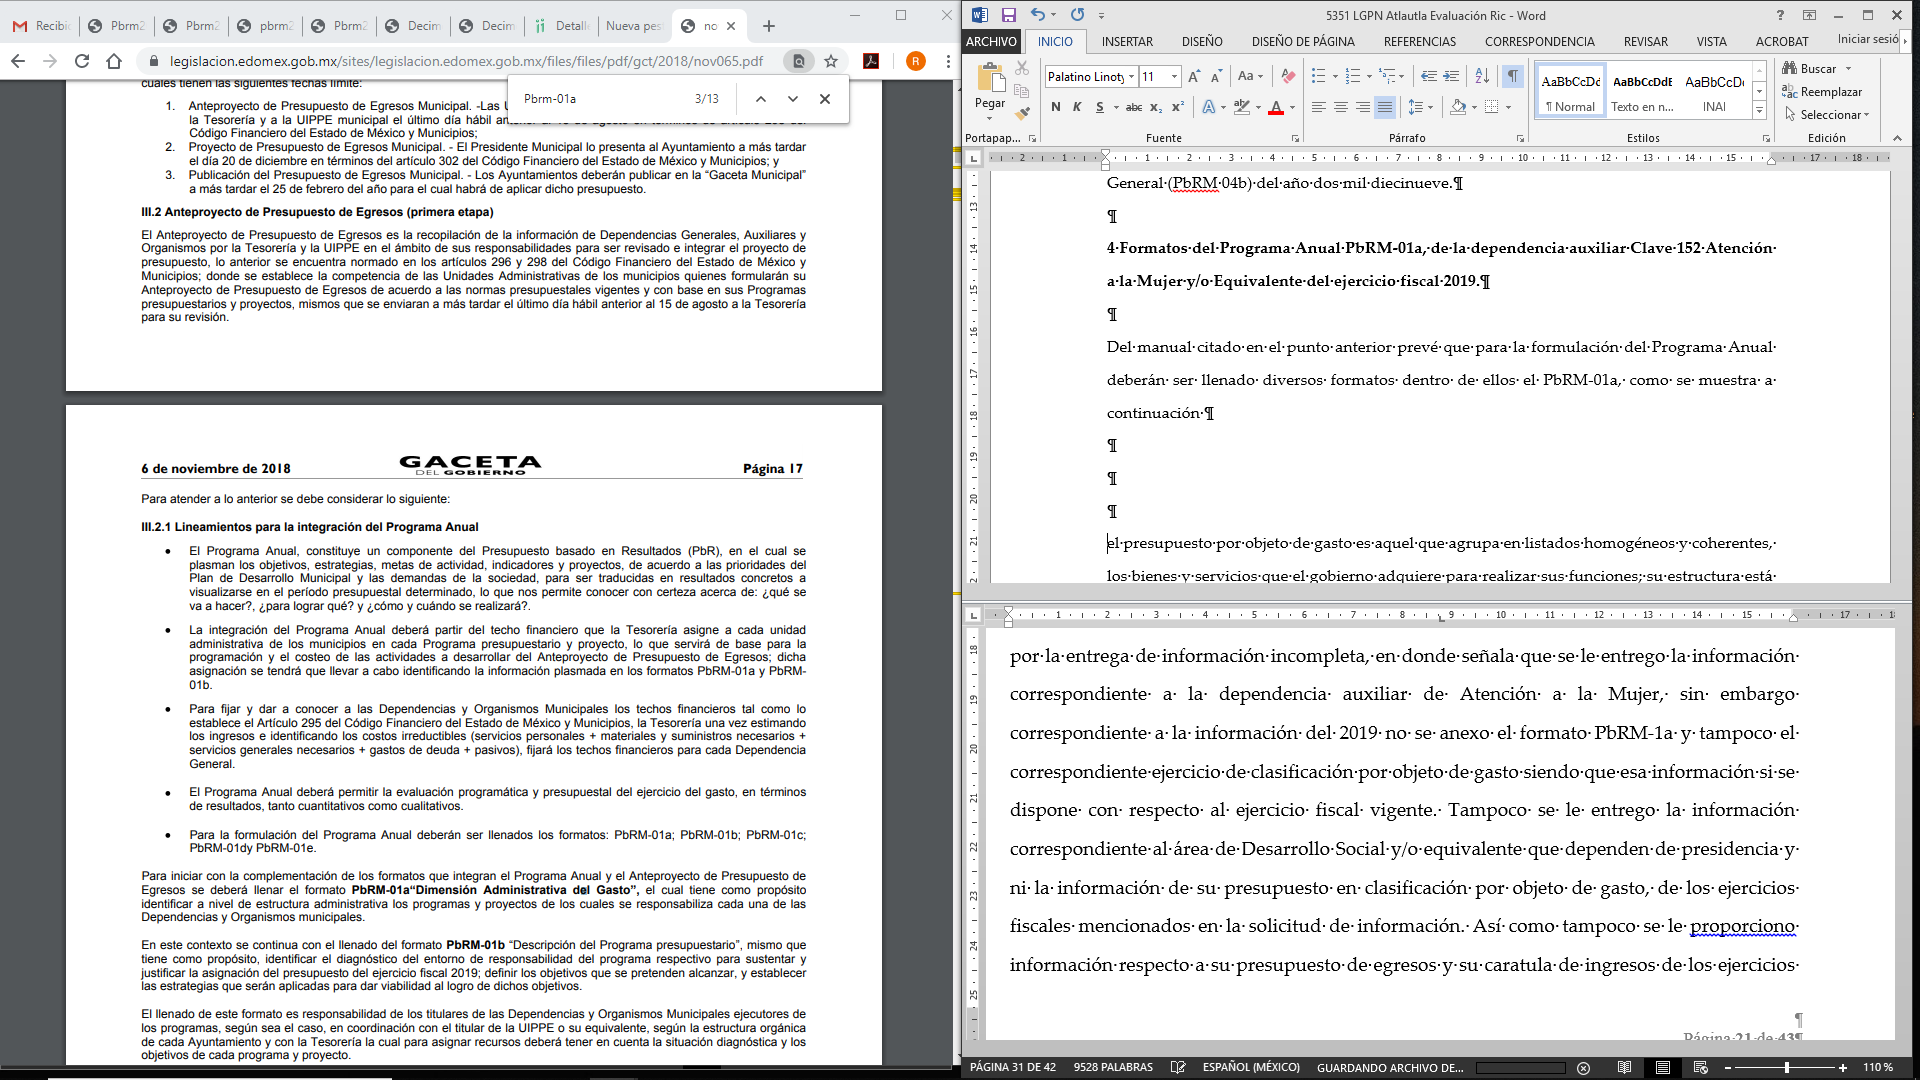 Recibid
Pbrm2
Pbrm2
pbrm2
Pbrm2
Decim
Decim
Detalle
Nueva pes
no
legislacion.edomex.gob.mx/sites/legislacion.edomex.gob.mx/files/files/pdf/gct/2018/nov065.pdf
R
Pbrm-01a 3/13
cuales tienen las siguientes fechas límite:
1. Anteproyecto de Presupuesto de Egresos Municipal. -Las
la Tesorería y a la UIPPE municipal el último día hábil
Código Financiero del Estado de México y Municipios;
2. Proyecto de Presupuesto de Egresos Municipal. - El Presidente Municipal lo presenta al Ayuntamiento a más tardar
el día 20 de diciembre en términos del artículo 302 del Código Financiero del Estado de México y Municipios; y
3. Publicación del Presupuesto de Egresos Municipal. - Los Ayuntamientos deberán publicar en la “Gaceta Municipal”
a más tardar el 25 de febrero del año para el cual habrá de aplicar dicho presupuesto.
III.2 Anteproyecto de Presupuesto de Egresos (primera etapa)
El Anteproyecto de Presupuesto de Egresos es la recopilación de la información de Dependencias Generales, Auxiliares y
Organismos por la Tesorería y la UIPPE en el ámbito de sus responsabilidades para ser revisado e integrar el proyecto de
presupuesto, lo anterior se encuentra normado en los artículos 296 y 298 del Código Financiero del Estado de México y
Municipios; donde se establece la competencia de las Unidades Administrativas de los municipios quienes formularán su
Anteproyecto de Presupuesto de Egresos de acuerdo a las normas presupuestales vigentes y con base en sus Programas
presupuestarios y proyectos, mismos que se enviaran a más tardar el último día hábil anterior al 15 de agosto a la Tesorería
para su revisión.
6 de noviembre de 2018
GACETA
DEL GOBIERNO
Página 17
Para atender a lo anterior se debe considerar lo siguiente:
III.2.1 Lineamientos para la integración del Programa Anual
• El Programa Anual, constituye un componente del Presupuesto basado en Resultados (PbR), en el cual se
plasman los objetivos, estrategias, metas de actividad, indicadores y proyectos, de acuerdo a las prioridades del
Plan de Desarrollo Municipal y las demandas de la sociedad, para ser traducidas en resultados concretos a
visualizarse en el período presupuestal determinado, lo que nos permite conocer con certeza acerca de: ¿qué se
va a hacer?, ¿para lograr qué? y ¿cómo y cuándo se realizará?.
• La integración del Programa Anual deberá partir del techo financiero que la Tesorería asigne a cada unidad
administrativa de los municipios en cada Programa presupuestario y proyecto, lo que servirá de base para la
programación y el costeo de las actividades a desarrollar del Anteproyecto de Presupuesto de Egresos; dicha
asignación se tendrá que llevar a cabo identificando la información plasmada en los formatos PbRM-01a y PbRM-
01b.
• Para fijar y dar a conocer a las Dependencias y Organismos Municipales los techos financieros tal como lo
establece el Artículo 295 del Código Financiero del Estado de México y Municipios, la Tesorería una vez estimando
los ingresos e identificando los costos irreductibles (servicios personales + materiales y suministros necesarios +
servicios generales necesarios + gastos de deuda + pasivos), fijará los techos financieros para cada Dependencia
General.
• El Programa Anual deberá permitir la evaluación programática y presupuestal del ejercicio del gasto, en términos
de resultados, tanto cuantitativos como cualitativos.
• Para la formulación del Programa Anual deberán ser llenados los formatos: PbRM-01a; PbRM-01b; PbRM-01c;
PbRM-01dy PbRM-01e.
Para iniciar con la complementación de los formatos que integran el Programa Anual y el Anteproyecto de Presupuesto de
Egresos se deberá llenar el formato PbRM-01a“Dimensión Administrativa del Gasto”, el cual tiene como propósito
identificar a nivel de estructura administrativa los programas y proyectos de los cuales se responsabiliza cada una de las
Dependencias y Organismos municipales.
En este contexto se continua con el llenado del formato PbRM-01b “Descripción del Programa presupuestario”, mismo que
tiene como propósito, identificar el diagnóstico del entorno de responsabilidad del programa respectivo para sustentar y
justificar la asignación del presupuesto del ejercicio fiscal 2019; definir los objetivos que se pretenden alcanzar, y establecer
las estrategias que serán aplicadas para dar viabilidad al logro de dichos objetivos.
El llenado de este formato es responsabilidad de los titulares de las Dependencias y Organismos Municipales ejecutores de
los programas, según sea el caso, en coordinación con el titular de la UIPPE o su equivalente, según la estructura orgánica
de cada Ayuntamiento y con la Tesorería la cual para asignar recursos deberá tener en cuenta la situación diagnóstica y los
objetivos de cada programa y proyecto.
5351 LGPN Atlautla Evaluación Ric - Word
ARCHIVO INICIO INSERTAR DISEÑO DISEÑO DE PÁGINA REFERENCIAS CORRESPONDENCIA REVISAR VISTA ACROBAT Iniciar sesió
Pegar
Palatino Linoty 11
N K S abc x₂ x²
AaBbCcDd AaBbCcDdE AaBbCcDd
¶ Normal Texto en n... INAI
Buscar
Reemplazar
Seleccionar
Portapap... Fuente Párrafo Estilos Edición
General (PbRM 04b) del año dos mil diecinueve.¶
¶
4 Formatos del Programa Anual PbRM-01a, de la dependencia auxiliar Clave 152 Atención
a la Mujer y/o Equivalente del ejercicio fiscal 2019.¶
¶
Del manual citado en el punto anterior prevé que para la formulación del Programa Anual
deberán ser llenado diversos formatos dentro de ellos el PbRM-01a, como se muestra a
continuación ¶
¶
¶
¶
el presupuesto por objeto de gasto es aquel que agrupa en listados homogéneos y coherentes,
los bienes y servicios que el gobierno adquiere para realizar sus funciones; su estructura está
por la entrega de información incompleta, en donde señala que se le entrego la información
correspondiente a la dependencia auxiliar de Atención a la Mujer, sin embargo
correspondiente a la información del 2019 no se anexo el formato PbRM-1a y tampoco el
correspondiente ejercicio de clasificación por objeto de gasto siendo que esa información si se
dispone con respecto al ejercicio fiscal vigente. Tampoco se le entrego la información
correspondiente al área de Desarrollo Social y/o equivalente que dependen de presidencia y
ni la información de su presupuesto en clasificación por objeto de gasto, de los ejercicios
fiscales mencionados en la solicitud de información. Así como tampoco se le proporciono
información respecto a su presupuesto de egresos y su caratula de ingresos de los ejercicios
¶
Página 21 de 43¶
PÁGINA 31 DE 42 9528 PALABRAS ESPAÑOL (MÉXICO) GUARDANDO ARCHIVO DE... 110 %